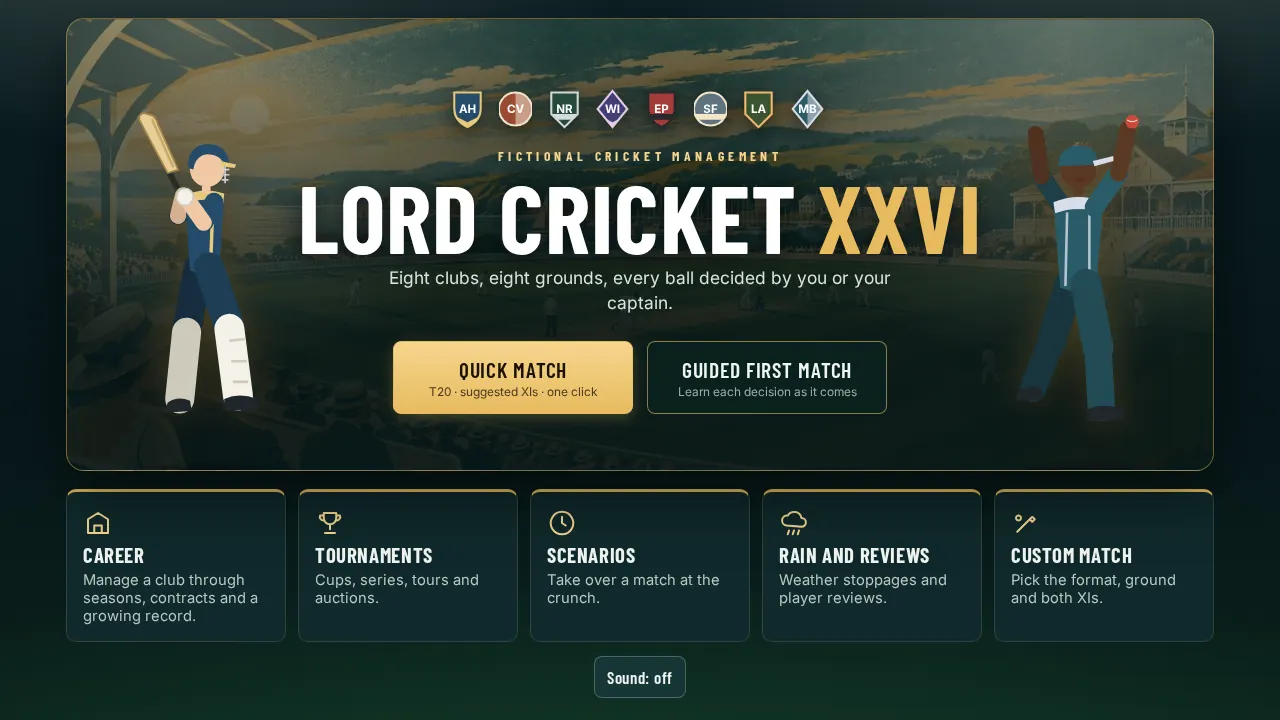 AH CV NR WI EP SF LA MB
FICTIONAL CRICKET MANAGEMENT
LORD CRICKET XXVI
Eight clubs, eight grounds, every ball decided by you or your
captain.
QUICK MATCH
T20 · suggested XIs · one click
GUIDED FIRST MATCH
Learn each decision as it comes
CAREER
Manage a club through
seasons, contracts and a
growing record.
TOURNAMENTS
Cups, series, tours and
auctions.
SCENARIOS
Take over a match at the
crunch.
RAIN AND REVIEWS
Weather stoppages and
player reviews.
CUSTOM MATCH
Pick the format, ground
and both XIs.
Sound: off